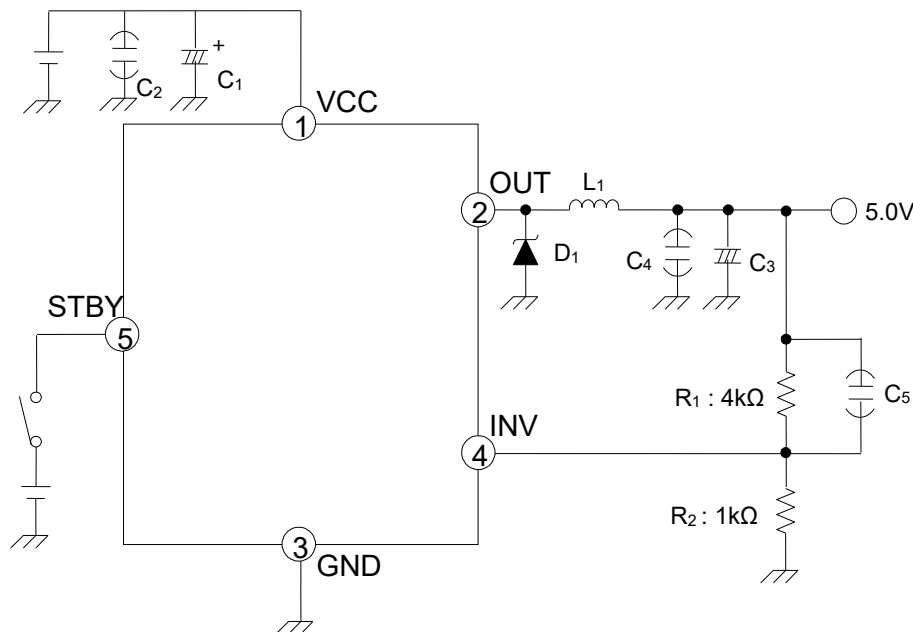 +
C₂
C₁
VCC
1
OUT
2
L₁
5.0V
D₁
C₄
C₃
STBY
5
R₁ : 4kΩ
C₅
INV
4
R₂ : 1kΩ
3
GND